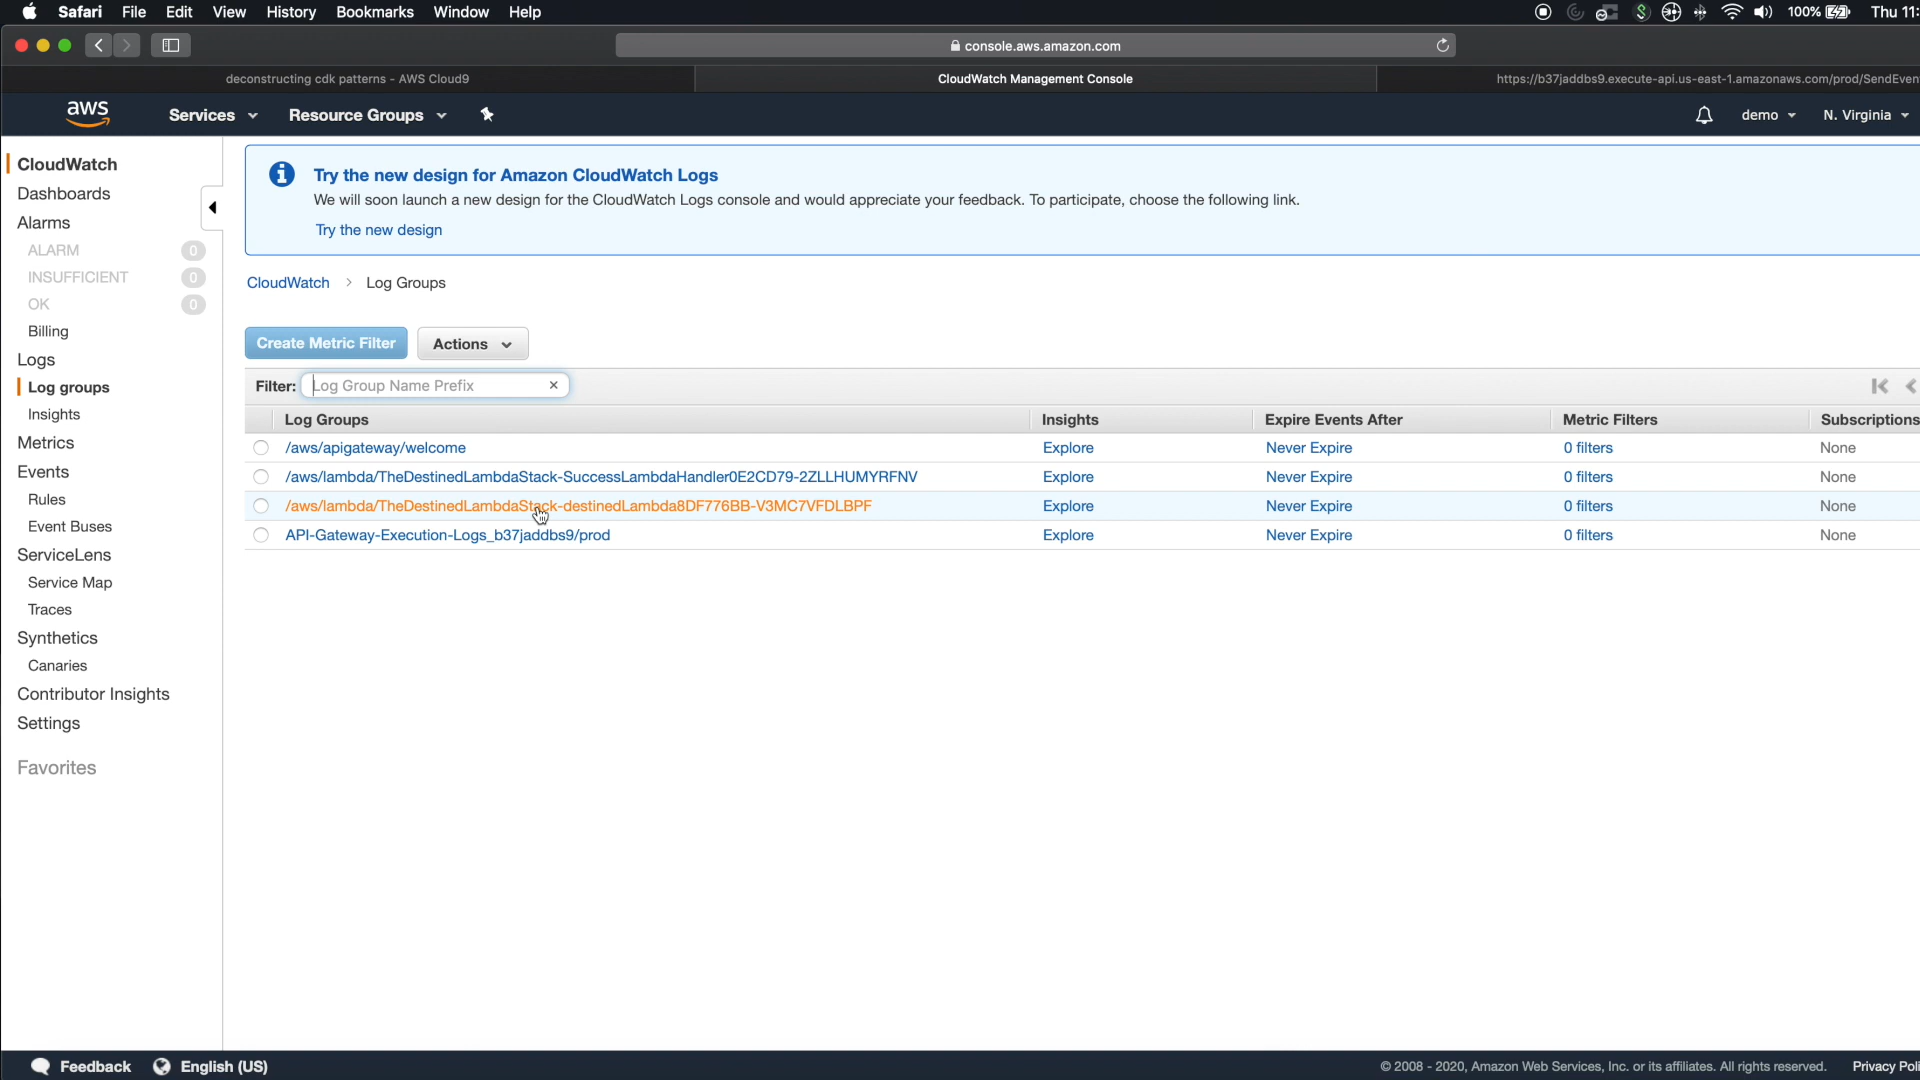 Safari File Edit View History Bookmarks Window Help 100% Thu 11:
console.aws.amazon.com
deconstructing cdk patterns - AWS Cloud9 CloudWatch Management Console https://b37jaddbs9.execute-api.us-east-1.amazonaws.com/prod/SendEven
aws Services Resource Groups demo N. Virginia
CloudWatch
Dashboards
Alarms
ALARM 0
INSUFFICIENT 0
OK 0
Billing
Logs
Log groups
Insights
Metrics
Events
Rules
Event Buses
ServiceLens
Service Map
Traces
Synthetics
Canaries
Contributor Insights
Settings
Favorites
Try the new design for Amazon CloudWatch Logs
We will soon launch a new design for the CloudWatch Logs console and would appreciate your feedback. To participate, choose the following link.
Try the new design
CloudWatch > Log Groups
Create Metric Filter Actions
Filter: Log Group Name Prefix ×
Log Groups Insights Expire Events After Metric Filters Subscriptions
/aws/apigateway/welcome Explore Never Expire 0 filters None
/aws/lambda/TheDestinedLambdaStack-SuccessLambdaHandler0E2CD79-2ZLLHUMYRFNV Explore Never Expire 0 filters None
/aws/lambda/TheDestinedLambdaStack-destinedLambda8DF776BB-V3MC7VFDLBPF Explore Never Expire 0 filters None
API-Gateway-Execution-Logs_b37jaddbs9/prod Explore Never Expire 0 filters None
Feedback English (US) © 2008 - 2020, Amazon Web Services, Inc. or its affiliates. All rights reserved. Privacy Poli